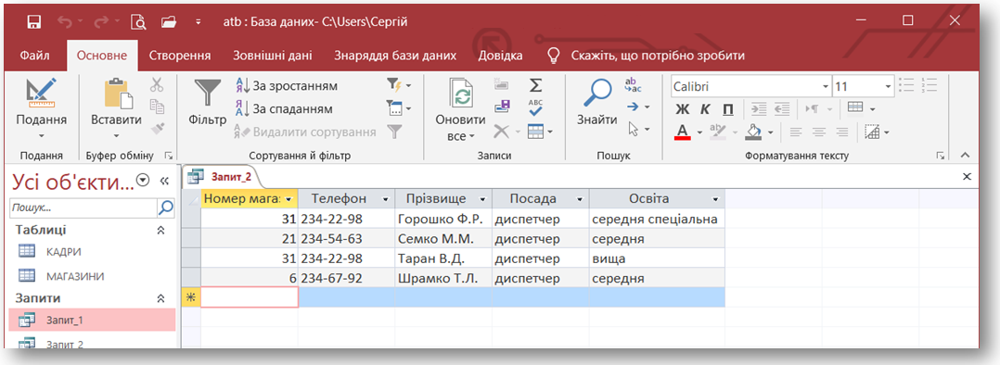 atb : База даних- C:\Users\Сергій
Файл Основне Створення Зовнішні дані Знаряддя бази даних Довідка Скажіть, що потрібно зробити
Подання
Вставити
Фільтр
За зростанням
За спаданням
Видалити сортування
Оновити
все
Знайти
Calibri 11
Ж К П
Подання Буфер обміну Сортування й фільтр Записи Пошук Форматування тексту
Усі об'єкти...
Пошук...
Таблиці
КАДРИ
МАГАЗИНИ
Запити
Запит_1
Запит_2
Запит_2
Номер мага: Телефон Прізвище Посада Освіта
31 234-22-98 Горошко Ф.Р. диспетчер середня спеціальна
21 234-54-63 Семко М.М. диспетчер середня
31 234-22-98 Таран В.Д. диспетчер вища
6 234-67-92 Шрамко Т.Л. диспетчер середня